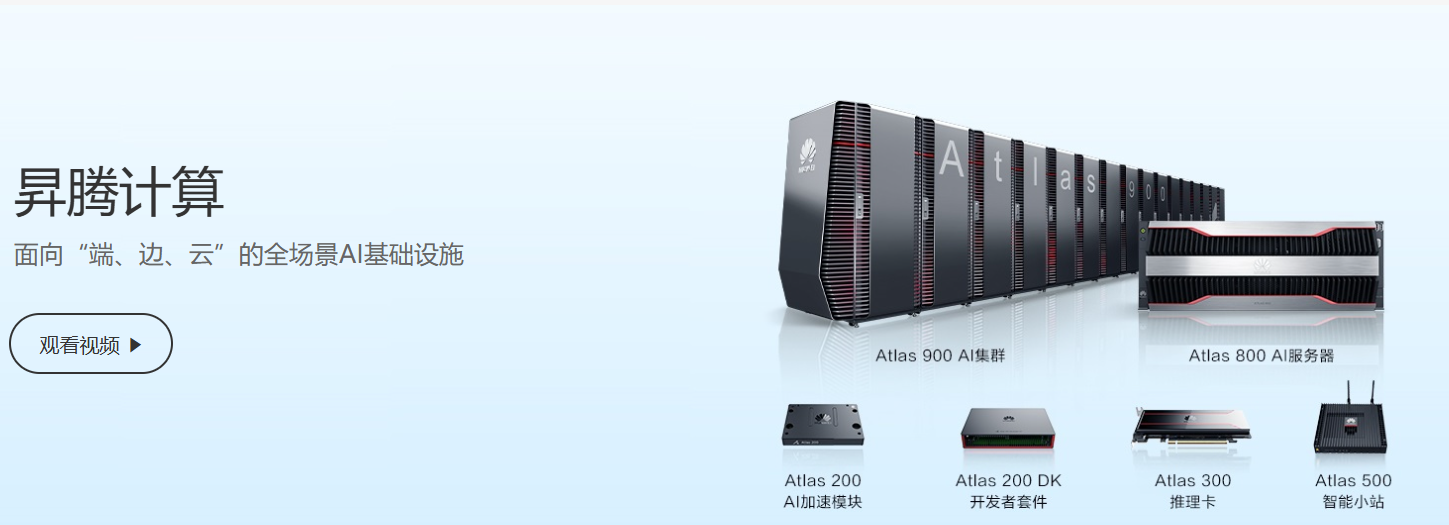 昇腾计算
面向“端、边、云”的全场景AI基础设施
观看视频
Atlas 900
Atlas 900 AI集群
Atlas 800 AI服务器
Atlas 200
AI加速模块
Atlas 200 DK
开发者套件
Atlas 300
推理卡
Atlas 500
智能小站